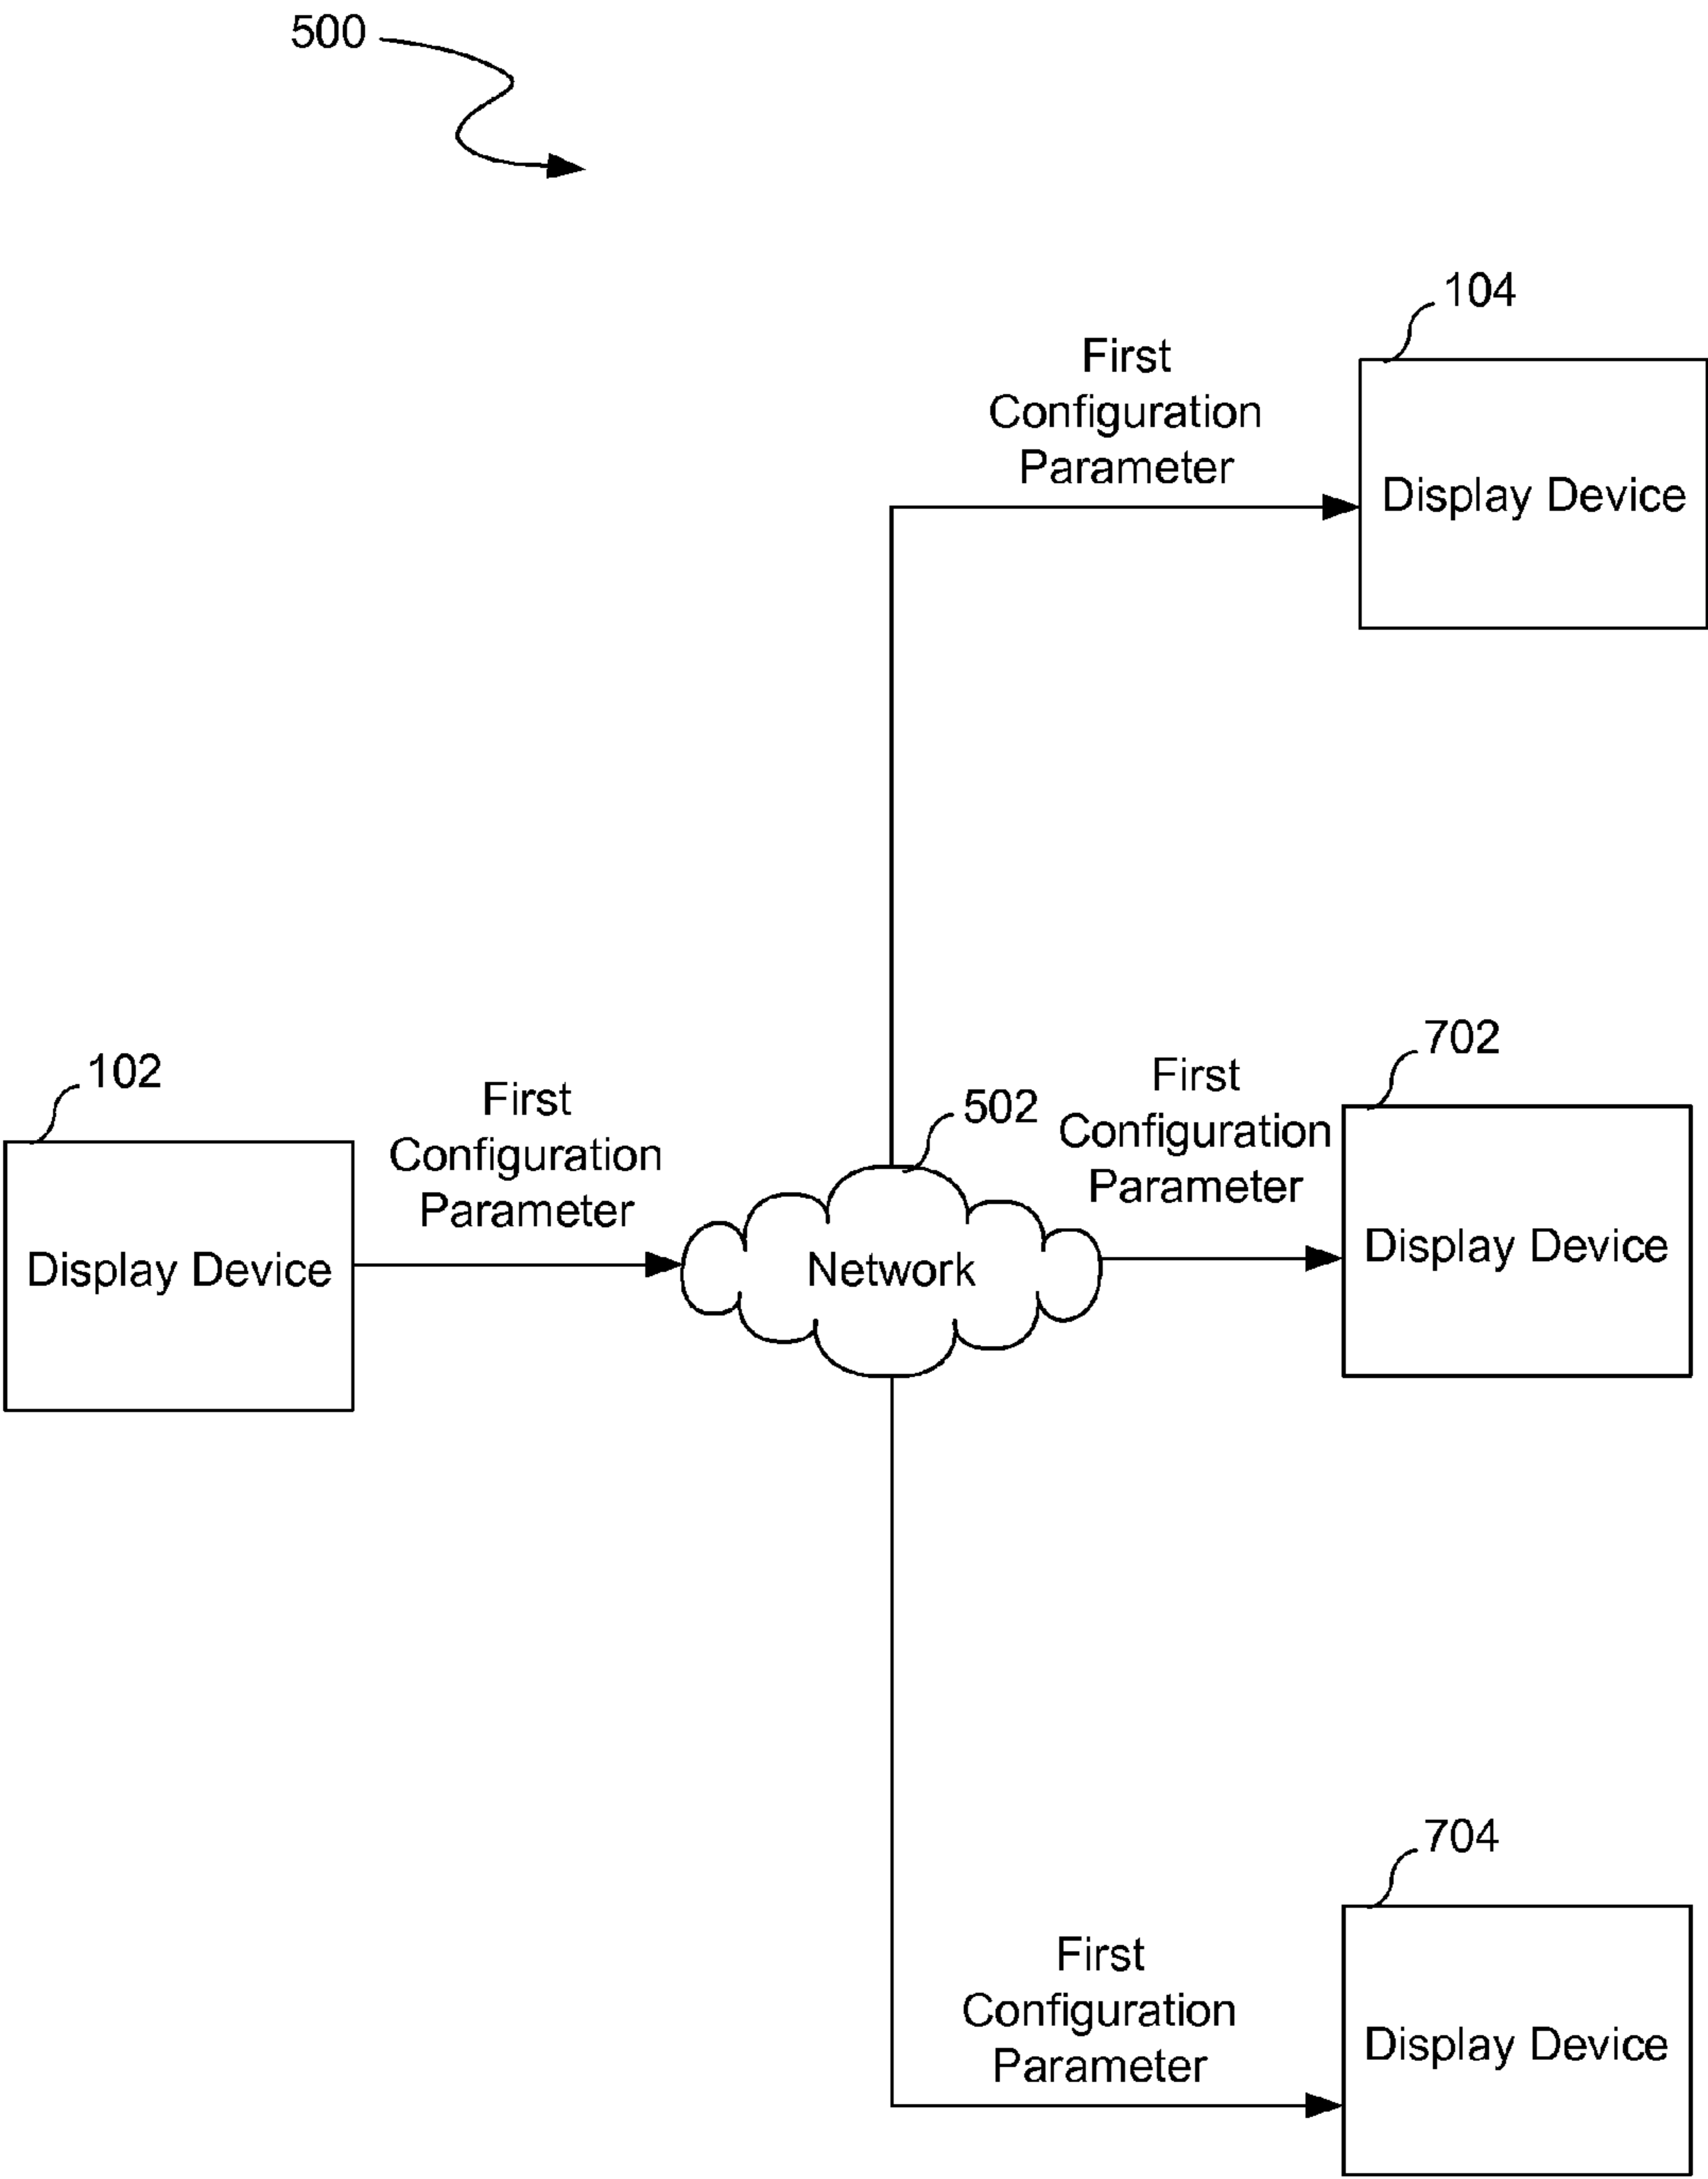 500
104
First
Configuration
Parameter
Display Device
702
First
Configuration
Parameter
Display Device
102
First
Configuration
Parameter
Display Device
502
Network
704
First
Configuration
Parameter
Display Device